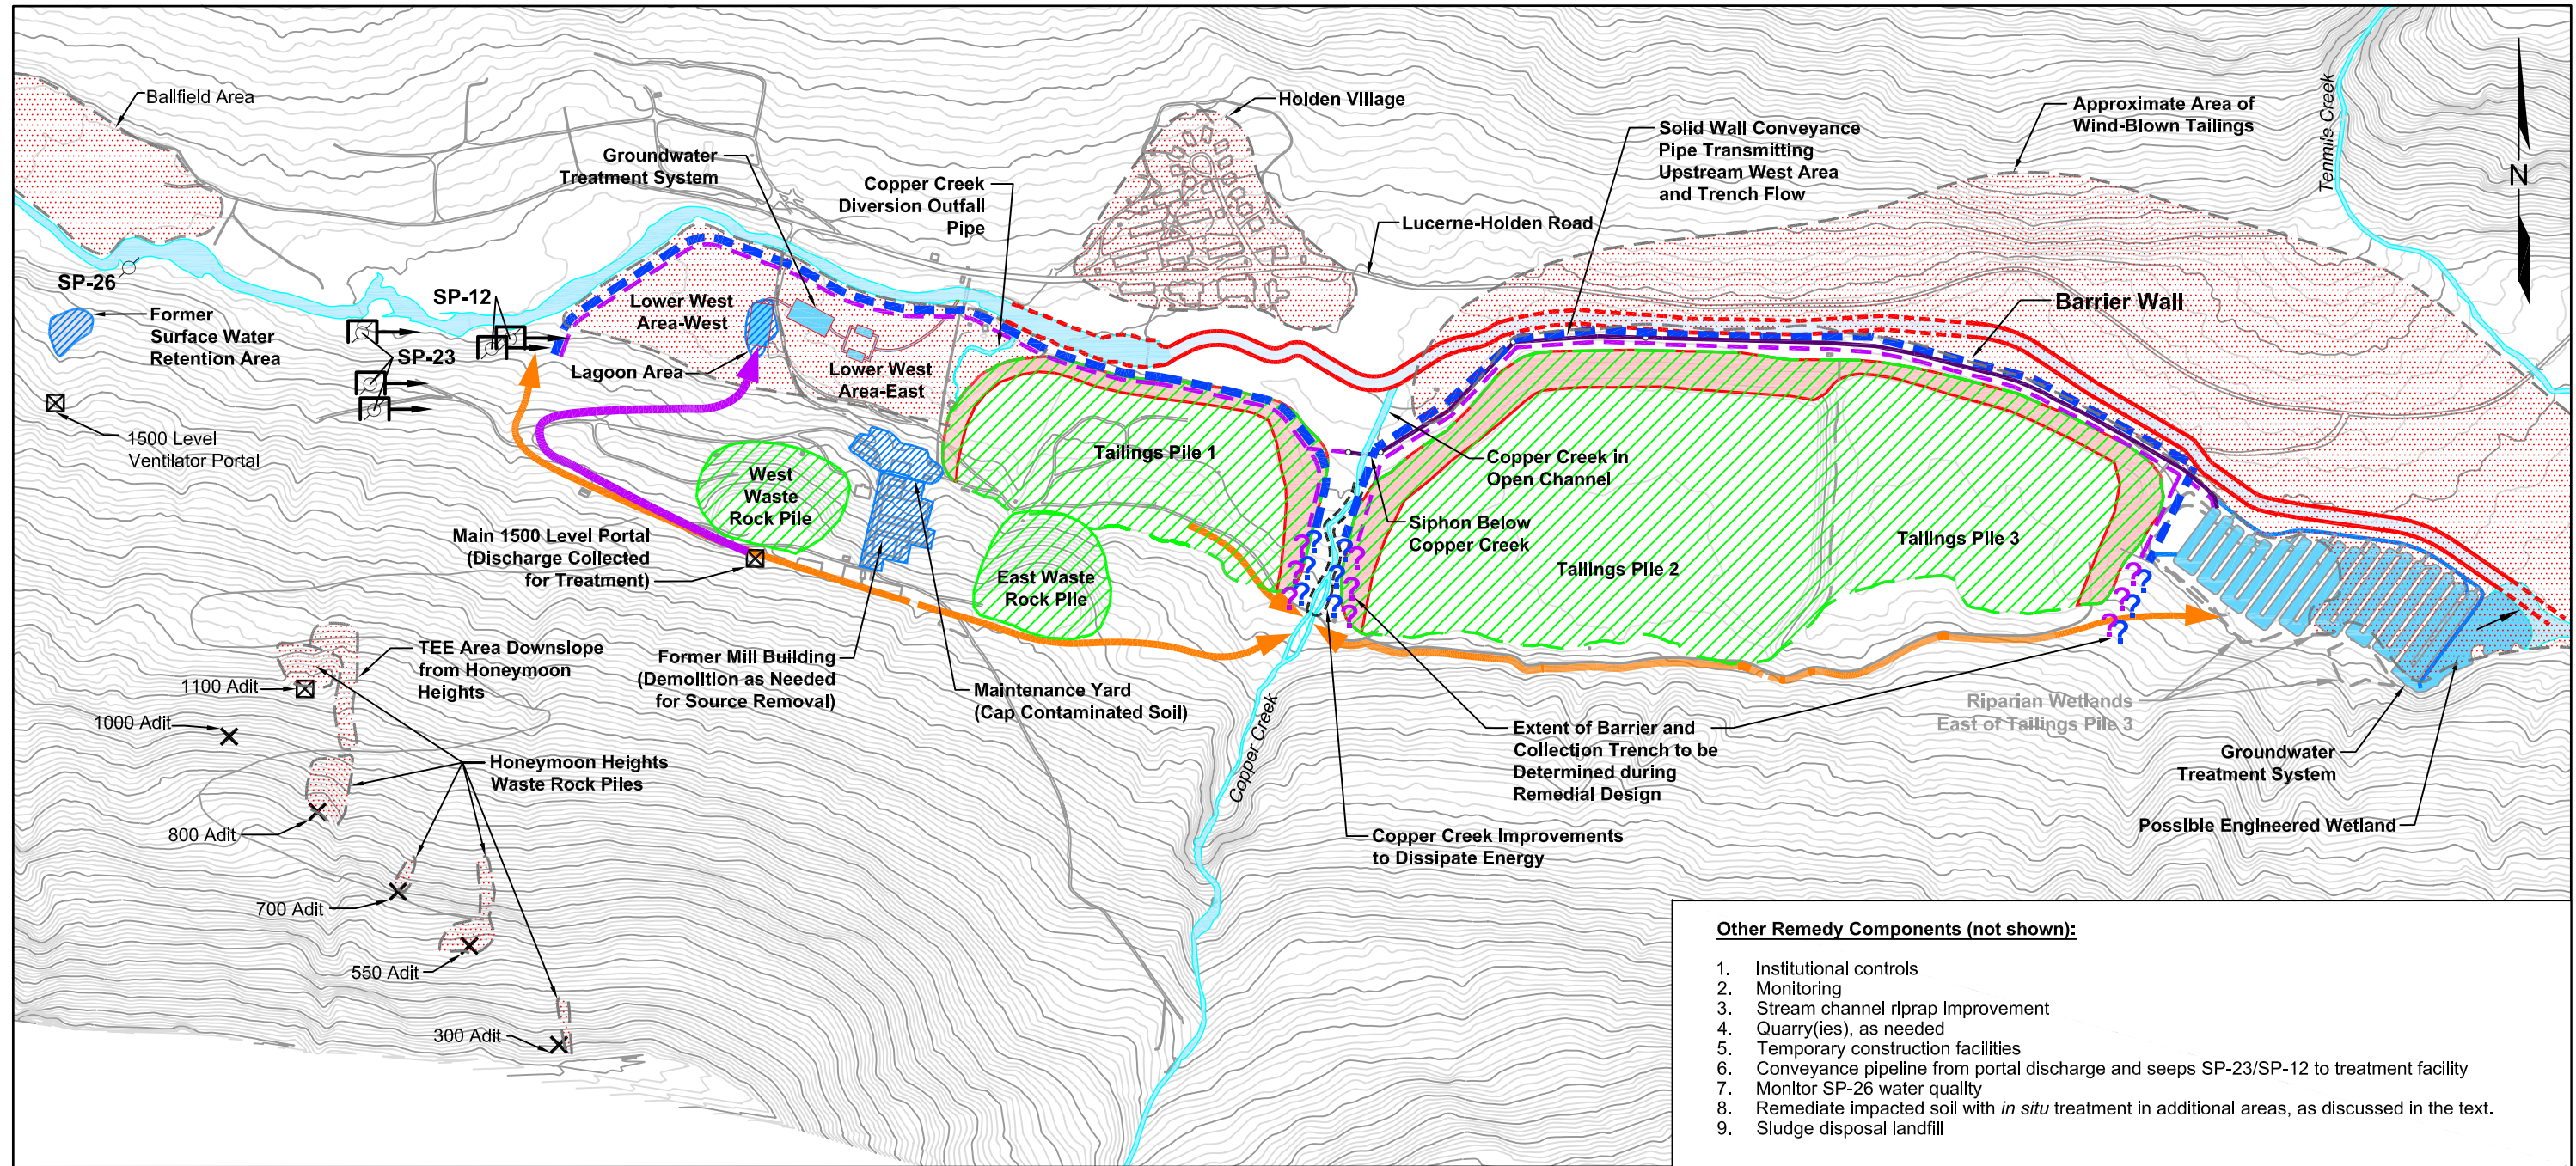 Ballfield Area
Holden Village
Groundwater
Treatment System
Copper Creek
Diversion Outfall
Pipe
Solid Wall Conveyance
Pipe Transmitting
Upstream West Area
and Trench Flow
Approximate Area of
Wind-Blown Tailings
Tenmile Creek
N
Lucerne-Holden Road
SP-26
Former
Surface Water
Retention Area
SP-12
SP-23
Lower West
Area-West
Lagoon Area
Lower West
Area-East
Barrier Wall
1500 Level
Ventilator Portal
West
Waste
Rock Pile
Tailings Pile 1
Copper Creek in
Open Channel
Siphon Below
Copper Creek
Tailings Pile 2
Tailings Pile 3
Main 1500 Level Portal
(Discharge Collected
for Treatment)
East Waste
Rock Pile
? ? ? ? ? ?
? ? ? ? ? ?
? ? ? ? ? ?
TEE Area Downslope
from Honeymoon
Heights
1100 Adit
1000 Adit
Former Mill Building
(Demolition as Needed
for Source Removal)
Maintenance Yard
(Cap Contaminated Soil)
Copper Creek
Extent of Barrier and
Collection Trench to be
Determined during
Remedial Design
Riparian Wetlands
East of Tailings Pile 3
Groundwater
Treatment System
Possible Engineered Wetland
Honeymoon Heights
Waste Rock Piles
800 Adit
Copper Creek Improvements
to Dissipate Energy
700 Adit
550 Adit
300 Adit
Other Remedy Components (not shown):
1. Institutional controls
2. Monitoring
3. Stream channel riprap improvement
4. Quarry(ies), as needed
5. Temporary construction facilities
6. Conveyance pipeline from portal discharge and seeps SP-23/SP-12 to treatment facility
7. Monitor SP-26 water quality
8. Remediate impacted soil with in situ treatment in additional areas, as discussed in the text.
9. Sludge disposal landfill